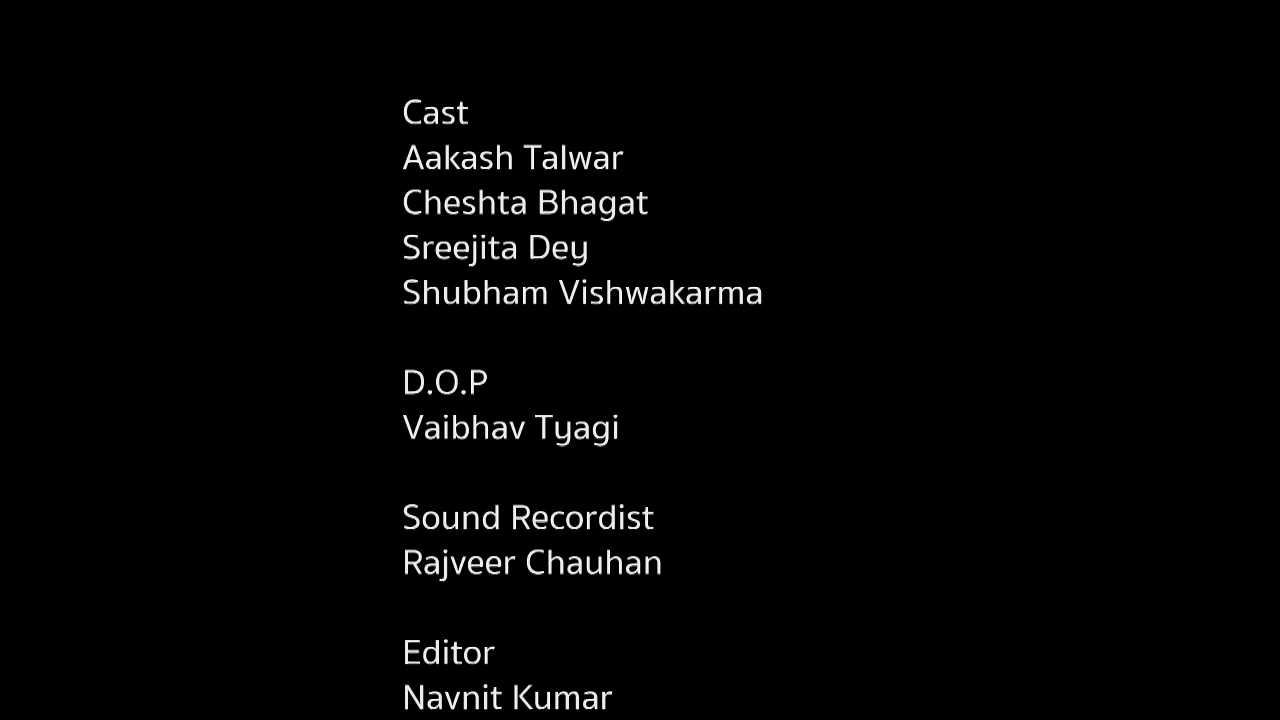 Cast
Aakash Talwar
Cheshta Bhagat
Sreejita Dey
Shubham Vishwakarma
D.O.P
Vaibhav Tyagi
Sound Recordist
Rajveer Chauhan
Editor
Navnit Kumar